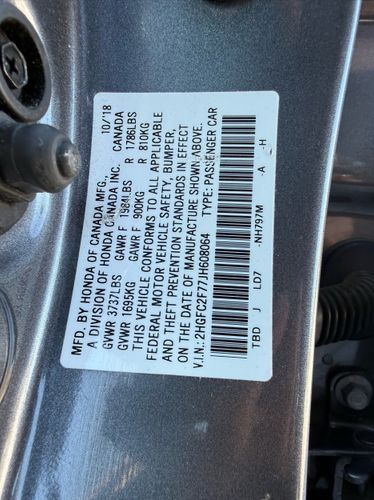 MFD. BY HONDA OF CANADA MFG., 10/18
A DIVISION OF HONDA CANADA INC. CANADA
GVWR 3737LBS GAWR F 1984LBS R 1786LBS
GVWR 1695KG GAWR F 900KG R 810KG
THIS VEHICLE CONFORMS TO ALL APPLICABLE
FEDERAL MOTOR VEHICLE SAFETY, BUMPER,
AND THEFT PREVENTION STANDARDS IN EFFECT
ON THE DATE OF MANUFACTURE SHOWN ABOVE.
V.I.N.: 2HGFC2F77JH608064 TYPE: PASSENGER CAR
TBD J LD7 -NH797M -A -H